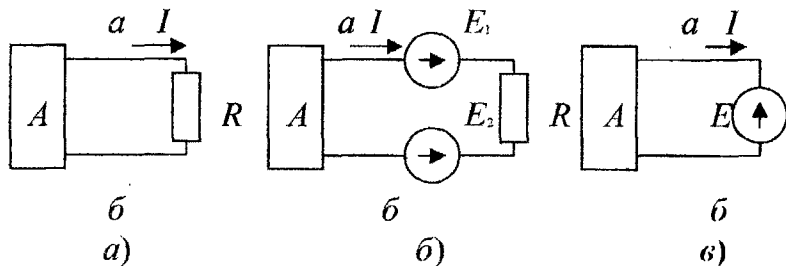 а I а I E₁ а I
A R A E₂ R A E
б б б
а) б) в)